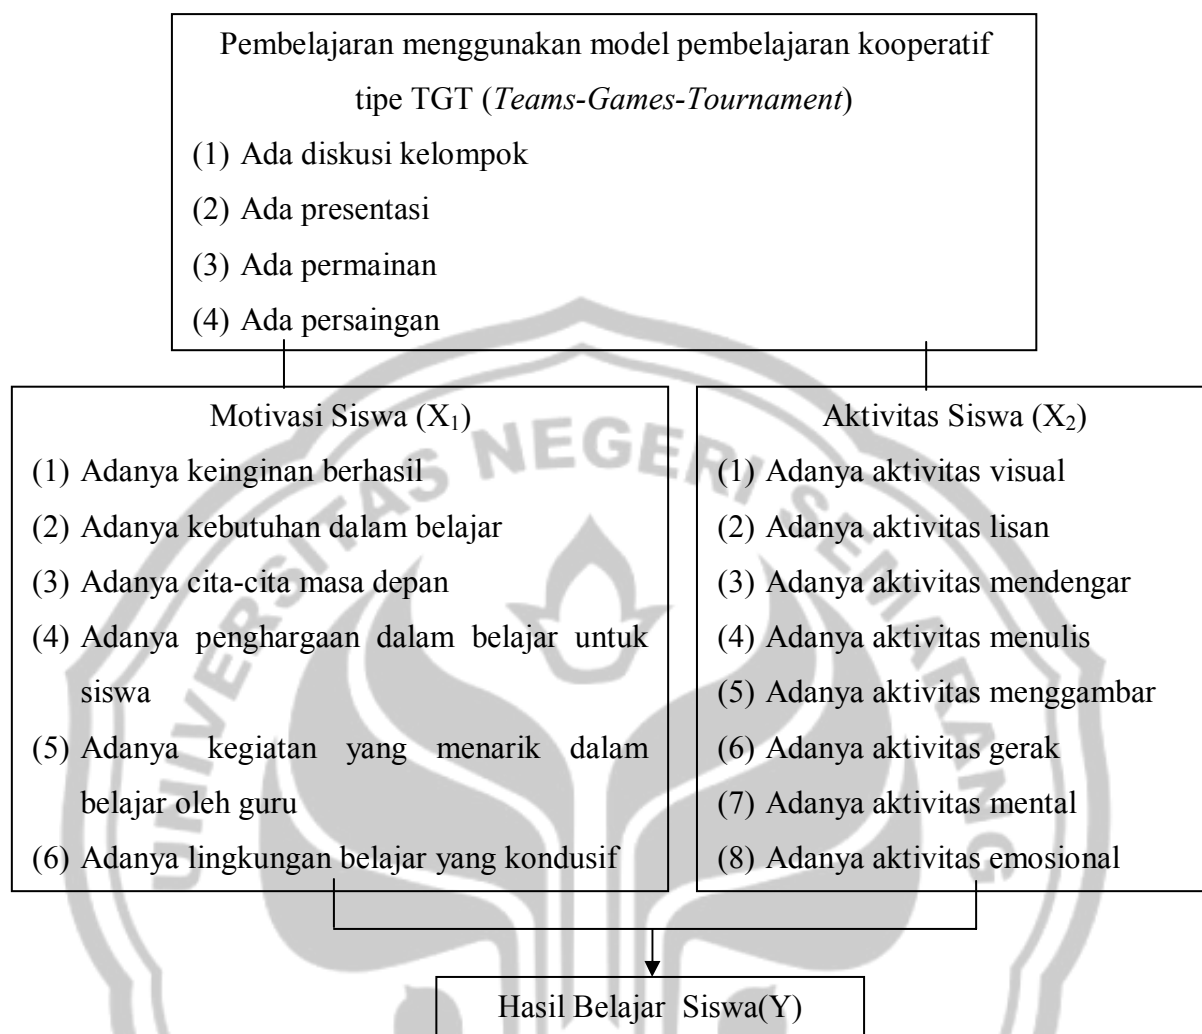 Pembelajaran menggunakan model pembelajaran kooperatif
tipe TGT (Teams-Games-Tournament)
(1) Ada diskusi kelompok
(2) Ada presentasi
(3) Ada permainan
(4) Ada persaingan
Motivasi Siswa (X1)
(1) Adanya keinginan berhasil
(2) Adanya kebutuhan dalam belajar
(3) Adanya cita-cita masa depan
(4) Adanya penghargaan dalam belajar untuk
siswa
(5) Adanya kegiatan yang menarik dalam
belajar oleh guru
(6) Adanya lingkungan belajar yang kondusif
Aktivitas Siswa (X2)
(1) Adanya aktivitas visual
(2) Adanya aktivitas lisan
(3) Adanya aktivitas mendengar
(4) Adanya aktivitas menulis
(5) Adanya aktivitas menggambar
(6) Adanya aktivitas gerak
(7) Adanya aktivitas mental
(8) Adanya aktivitas emosional
Hasil Belajar Siswa(Y)
UNIVERSITAS NEGERI SEMARANG